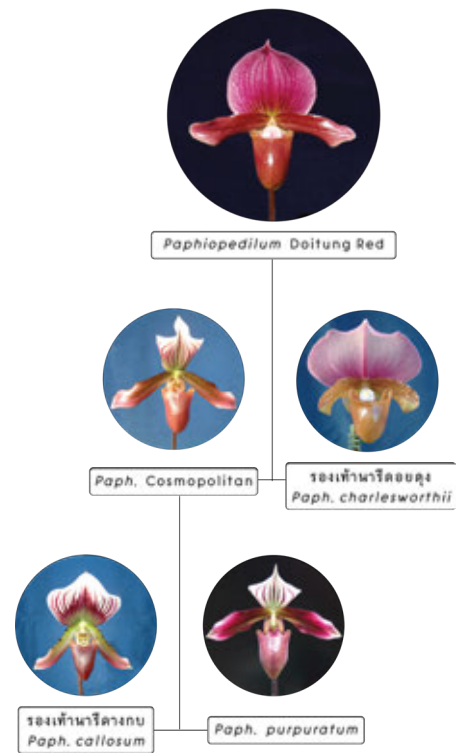 Paphiopedilum Doitung Red
Paph. Cosmopolitan
รองเท้านารีดอยตุง
Paph. charlesworthii
รองเท้านารีคางกบ
Paph. callosum
Paph. purpuratum